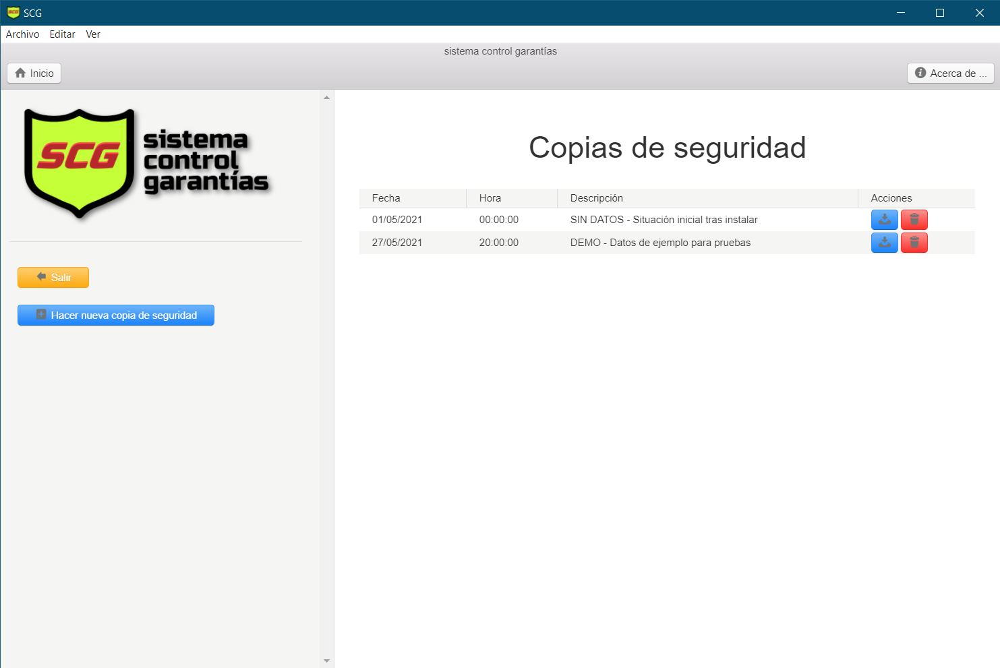 SCG
Archivo Editar Ver
sistema control garantías
Inicio
Acerca de ...
SCG
sistema
control
garantías
Salir
Hacer nueva copia de seguridad
Copias de seguridad
Fecha Hora Descripción Acciones
01/05/2021 00:00:00 SIN DATOS - Situación inicial tras instalar
27/05/2021 20:00:00 DEMO - Datos de ejemplo para pruebas